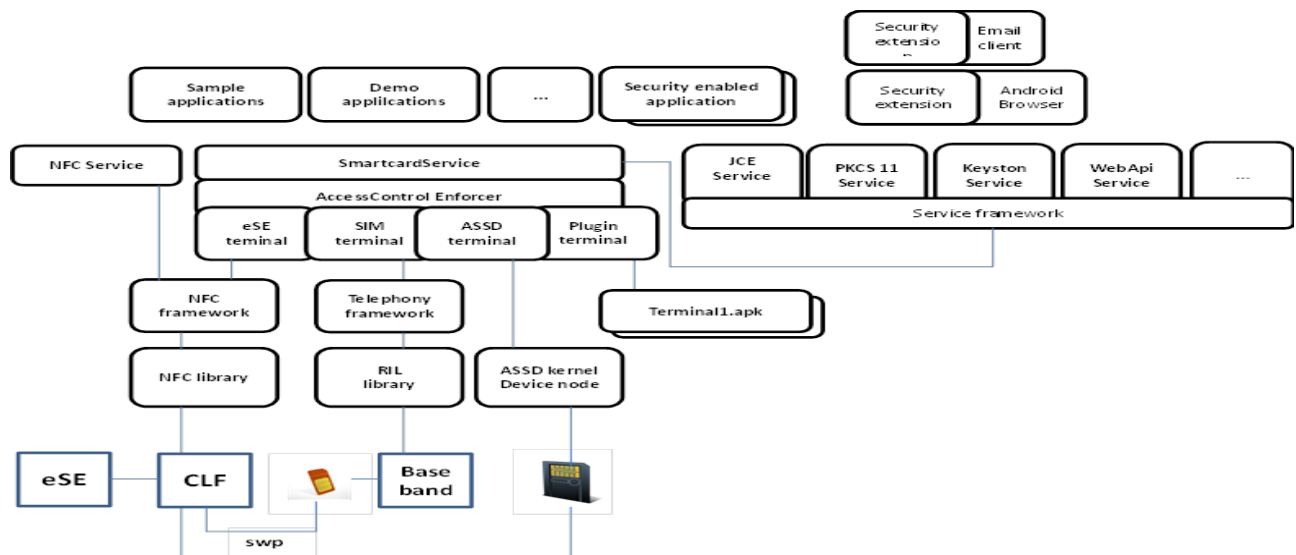 Security
extensio
n
Email
client
Sample
applications
Demo
applilcations
...
Security enabled
application
Security
extension
Android
Browser
NFC Service
SmartcardService
AccessControl Enforcer
JCE
Service
PKCS 11
Service
Keyston
Service
WebApi
Service
...
Service framework
eSE
teminal
SIM
terminal
ASSD
terminal
Plugin
terminal
NFC
framework
Telephony
framework
Terminal1.apk
NFC library
RIL
library
ASSD kernel
Device node
eSE
CLF
Base
band
swp